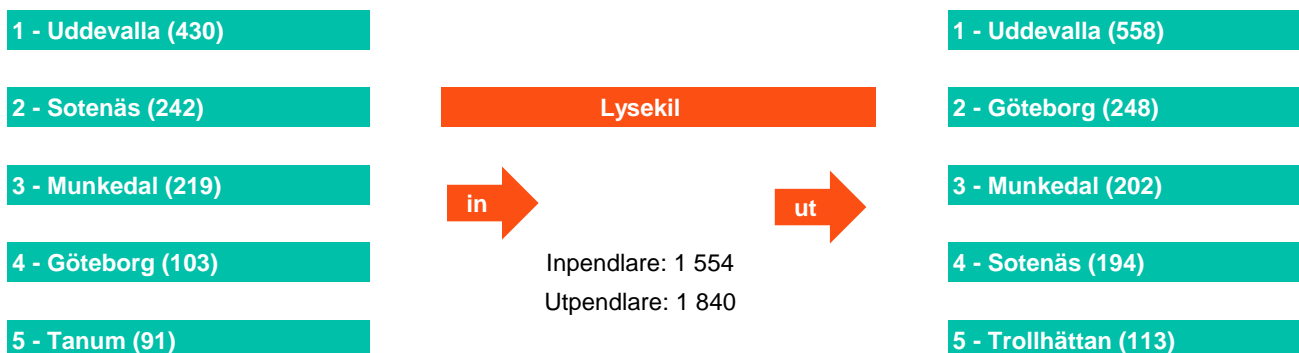 1 - Uddevalla (430)
2 - Sotenäs (242)
3 - Munkedal (219)
4 - Göteborg (103)
5 - Tanum (91)
Lysekil
in
ut
Inpendlare: 1 554
Utpendlare: 1 840
1 - Uddevalla (558)
2 - Göteborg (248)
3 - Munkedal (202)
4 - Sotenäs (194)
5 - Trollhättan (113)